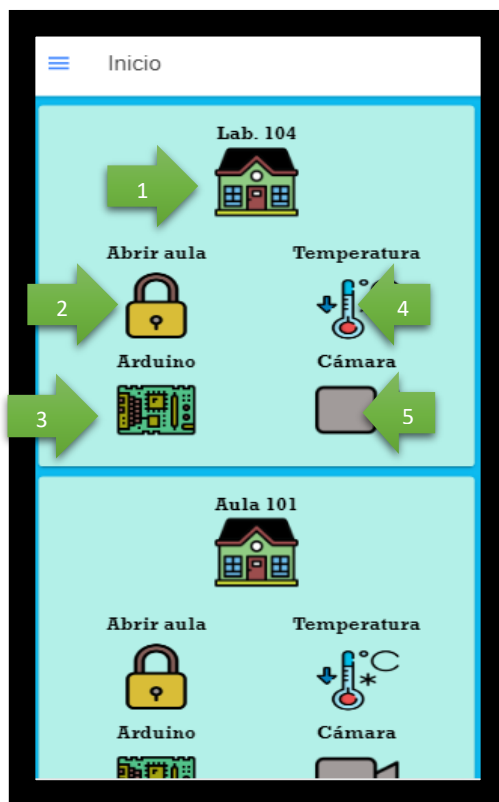 Inicio
Lab. 104
1
Abrir aula
Temperatura
2
4
Arduino
Cámara
3
5
Aula 101
Abrir aula
Temperatura
Arduino
Cámara